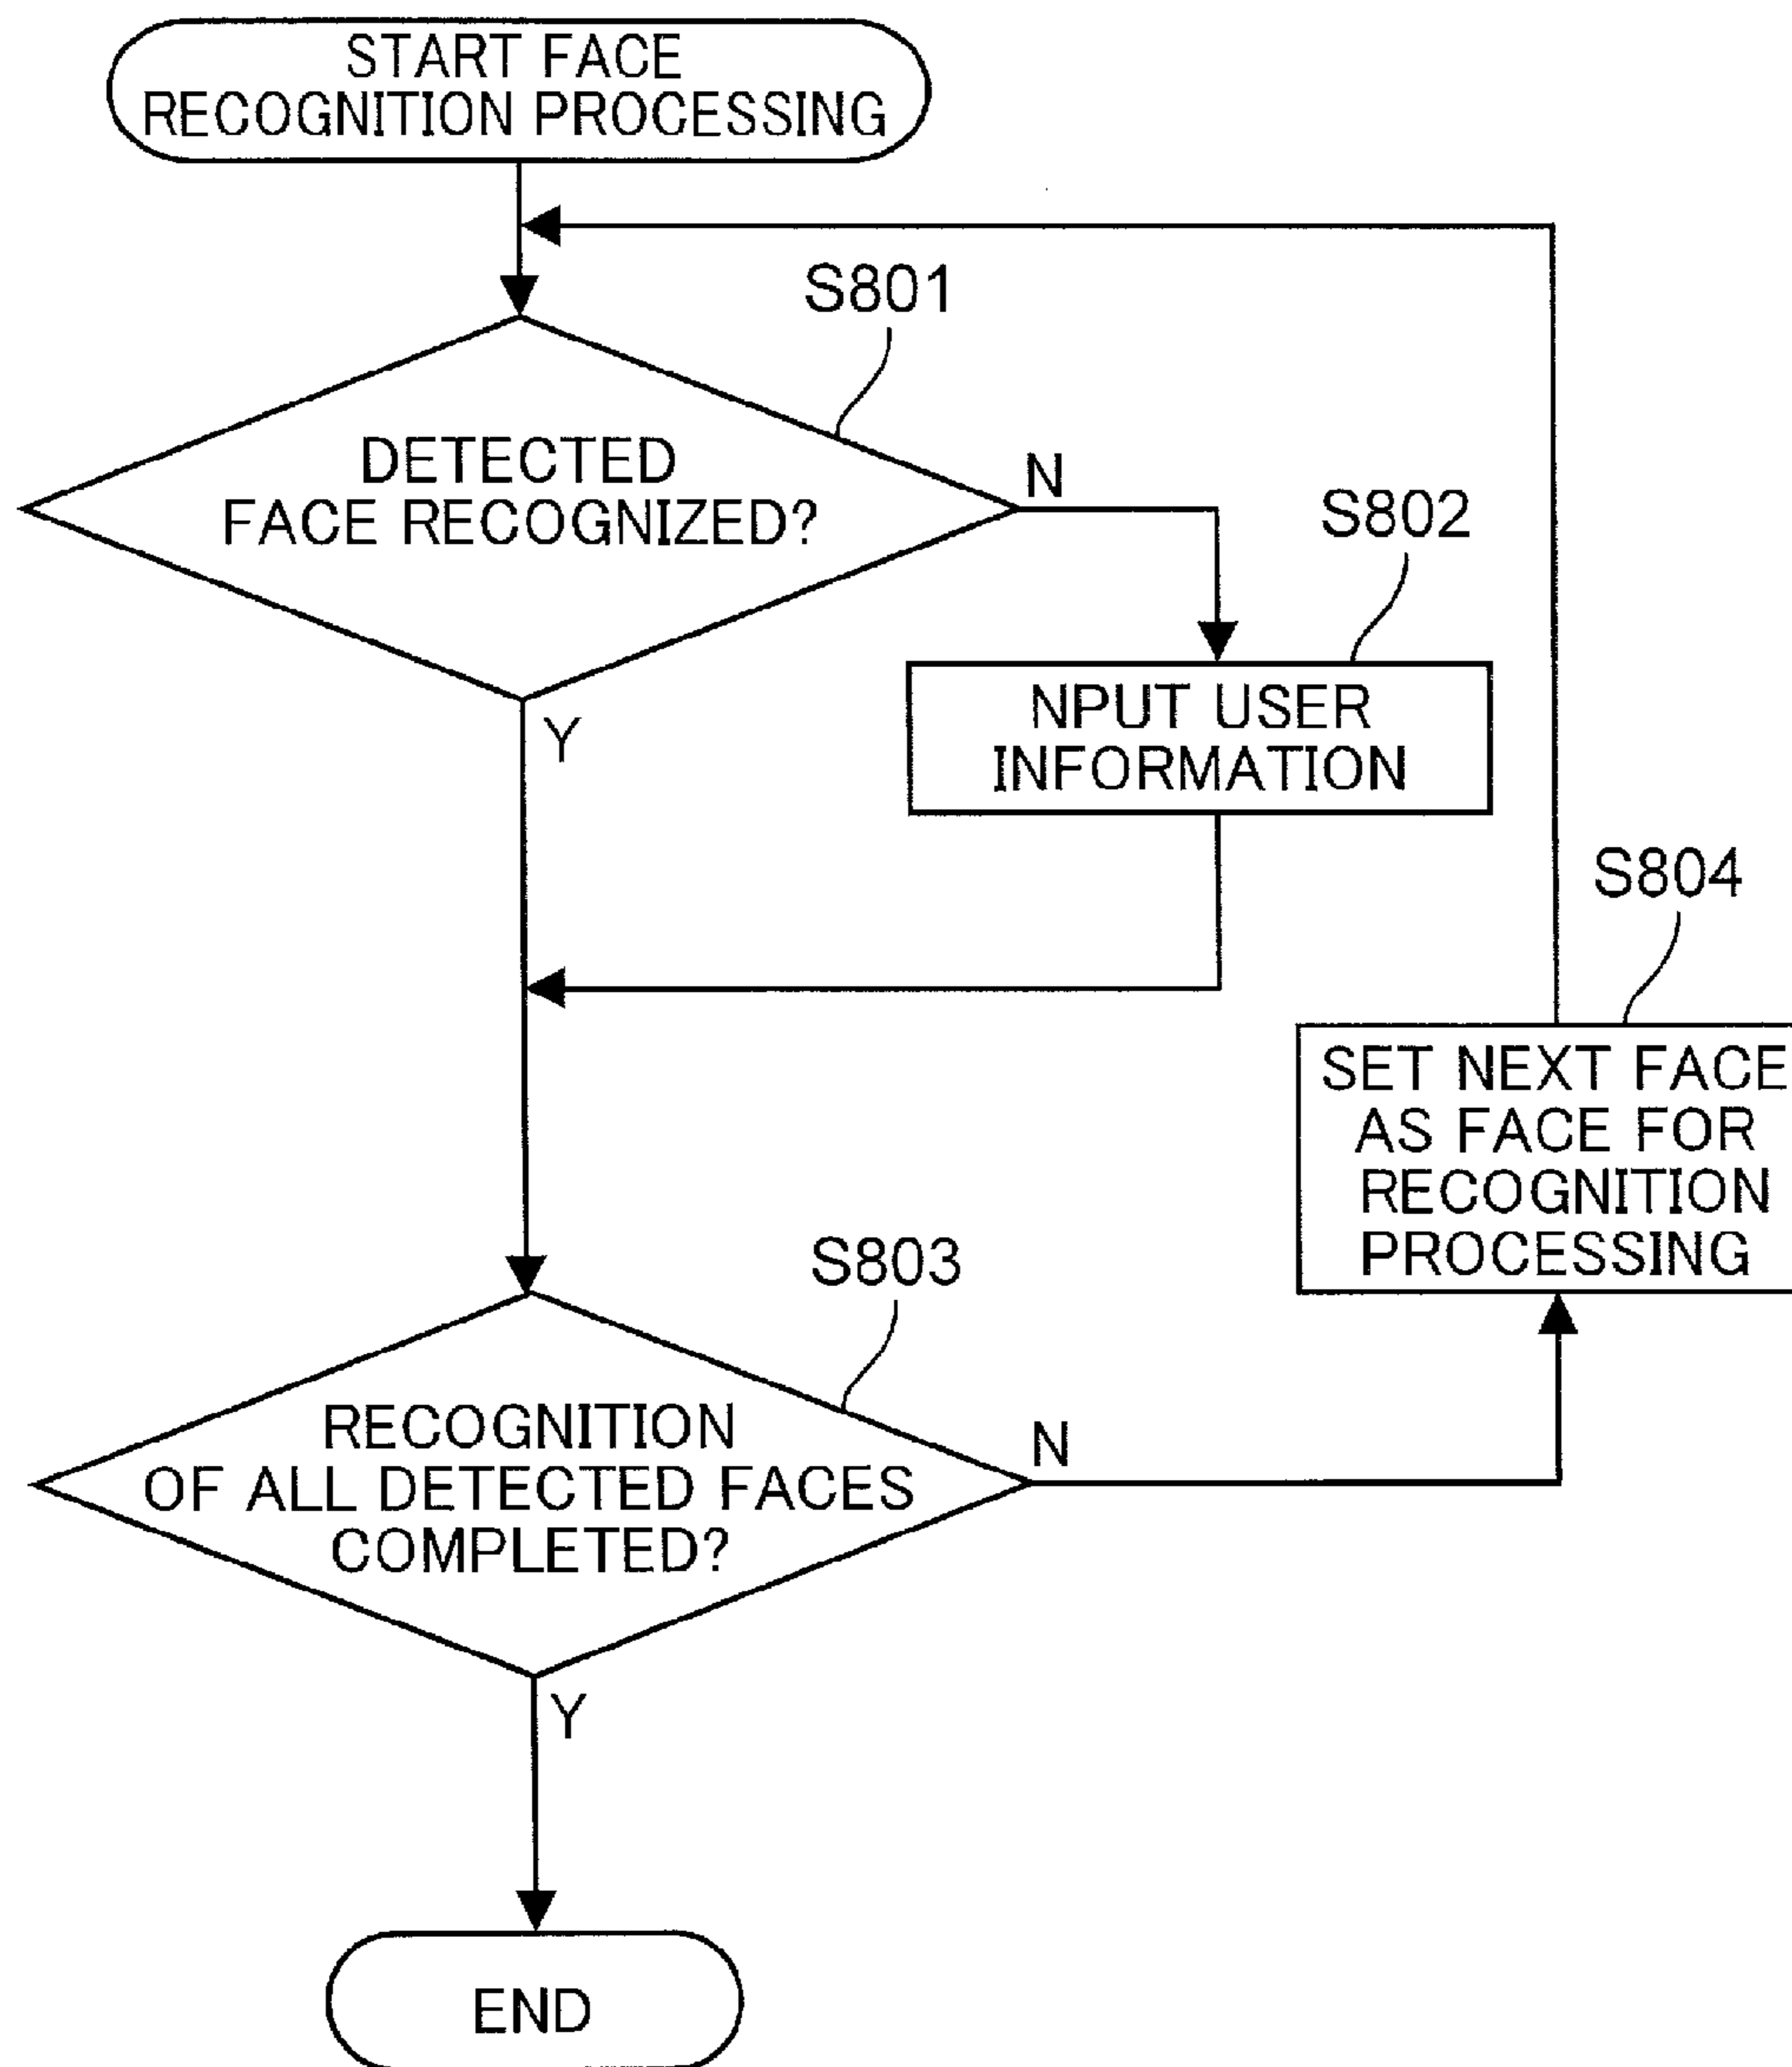 START FACE
RECOGNITION PROCESSING
S801
DETECTED
FACE RECOGNIZED?
N
S802
NPUT USER
INFORMATION
Y
S804
SET NEXT FACE
AS FACE FOR
RECOGNITION
PROCESSING
S803
RECOGNITION
OF ALL DETECTED FACES
COMPLETED?
N
Y
END